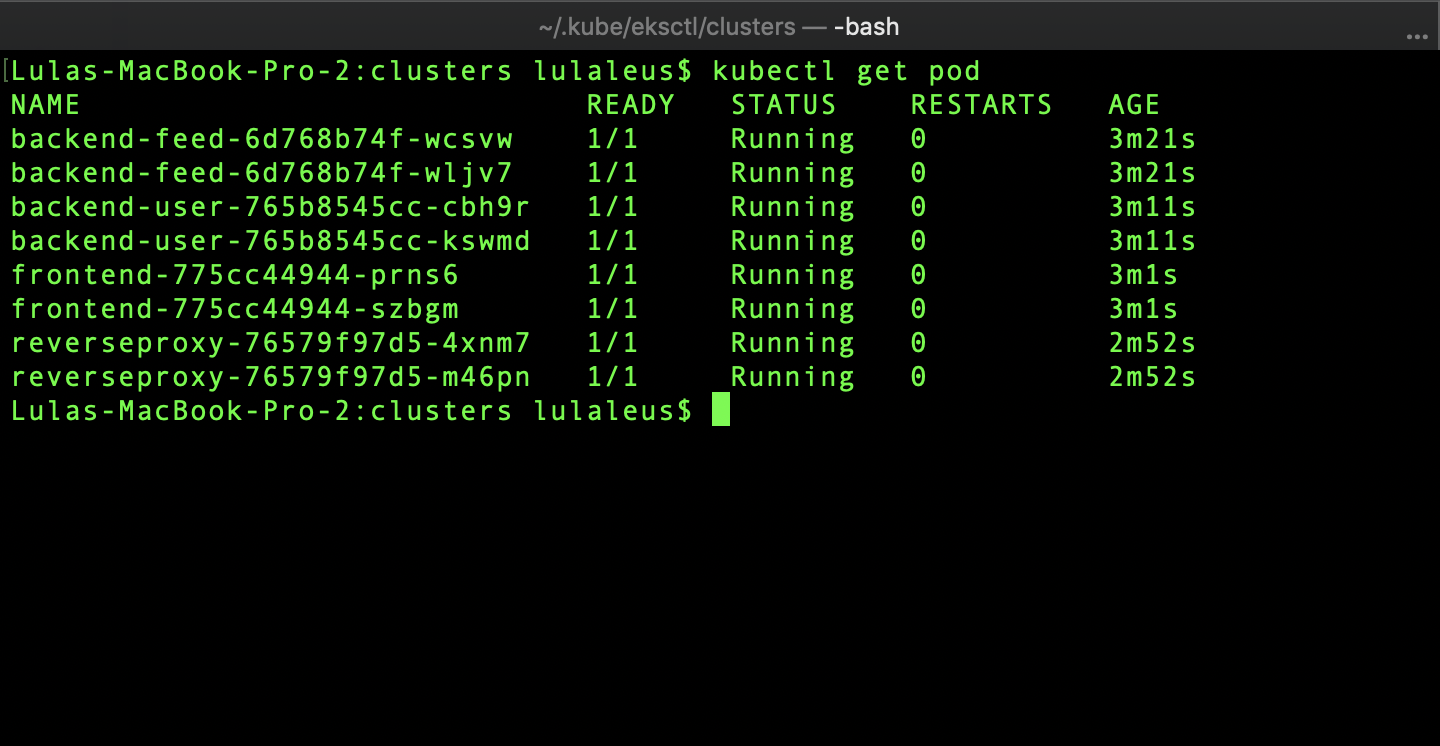 ~/.kube/eksctl/clusters — -bash
[Lulas-MacBook-Pro-2:clusters lulaleus$ kubectl get pod
NAME READY STATUS RESTARTS AGE
backend-feed-6d768b74f-wcsvw 1/1 Running 0 3m21s
backend-feed-6d768b74f-wljv7 1/1 Running 0 3m21s
backend-user-765b8545cc-cbh9r 1/1 Running 0 3m11s
backend-user-765b8545cc-kswmd 1/1 Running 0 3m11s
frontend-775cc44944-prns6 1/1 Running 0 3m1s
frontend-775cc44944-szbgm 1/1 Running 0 3m1s
reverseproxy-76579f97d5-4xnm7 1/1 Running 0 2m52s
reverseproxy-76579f97d5-m46pn 1/1 Running 0 2m52s
Lulas-MacBook-Pro-2:clusters lulaleus$